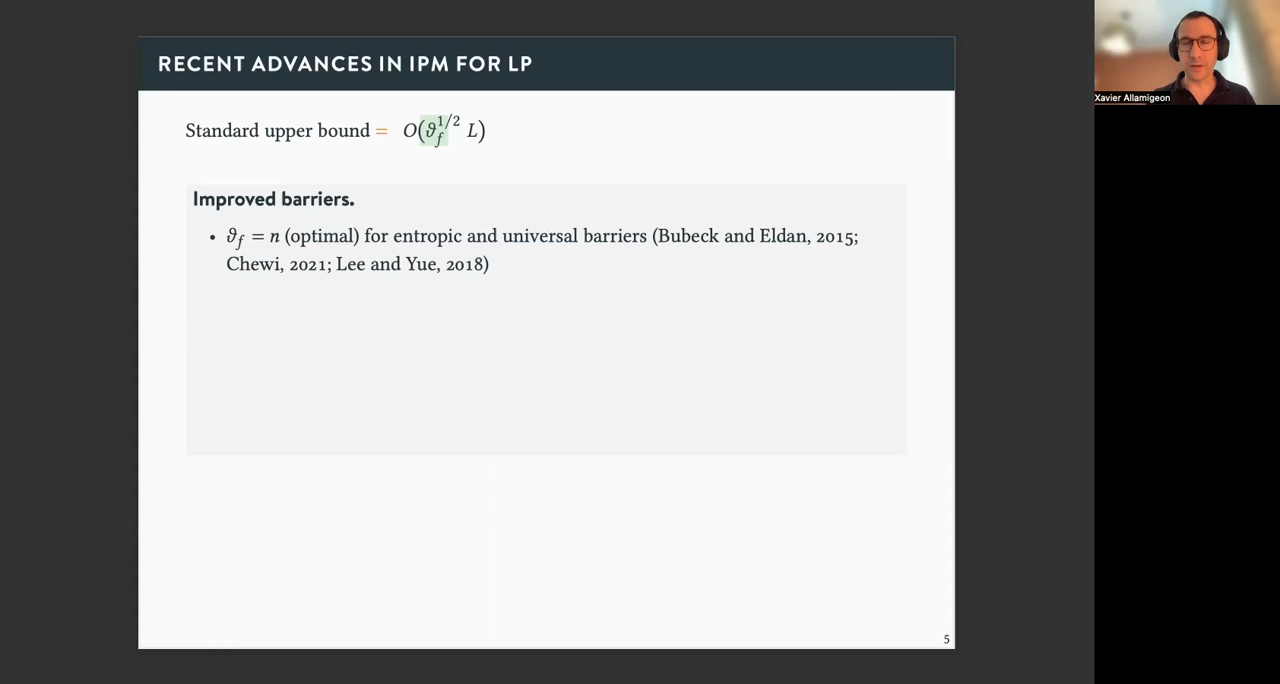 RECENT ADVANCES IN IPM FOR LP
Xavier Allamigeon
Standard upper bound = O(ϑ_f^{1/2} L)
Improved barriers.
• ϑ_f = n (optimal) for entropic and universal barriers (Bubeck and Eldan, 2015;
Chewi, 2021; Lee and Yue, 2018)
5